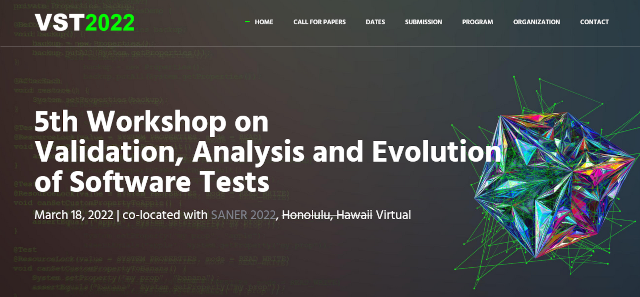 VST2022
HOME CALL FOR PAPERS DATES SUBMISSION PROGRAM ORGANIZATION CONTACT
5th Workshop on
Validation, Analysis and Evolution
of Software Tests
March 18, 2022 | co-located with SANER 2022, Honolulu, Hawaii Virtual